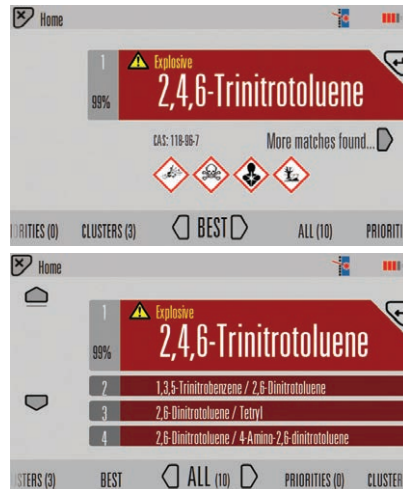 Home
1
Explosive
99%
2,4,6-Trinitrotoluene
CAS: 118-96-7
More matches found...
RITIES (0) CLUSTERS (3) BEST ALL (10) PRIORITI
Home
1
Explosive
99%
2,4,6-Trinitrotoluene
2 1,3,5-Trinitrobenzene / 2,6-Dinitrotoluene
3 2,6-Dinitrotoluene / Tetryl
4 2,6-Dinitrotoluene / 4-Amino-2,6-dinitrotoluene
STERS (3) BEST ALL (10) PRIORITIES (0) CLUSTER